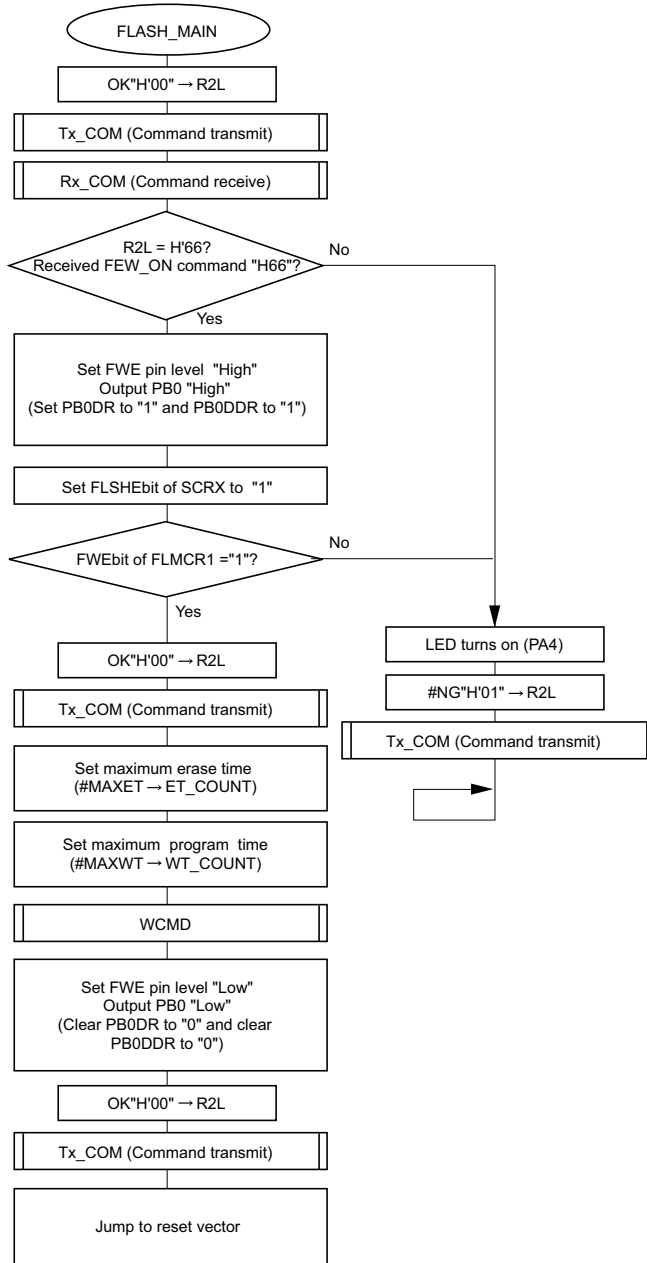 FLASH_MAIN
OK"H'00" → R2L
Tx_COM (Command transmit)
Rx_COM (Command receive)
R2L = H'66?
Received FEW_ON command "H66"?
No
Yes
Set FWE pin level "High"
Output PB0 "High"
(Set PB0DR to "1" and PB0DDR to "1")
Set FLSHEbit of SCRX to "1"
FWEbit of FLMCR1 ="1"?
No
Yes
OK"H'00" → R2L
Tx_COM (Command transmit)
Set maximum erase time
(#MAXET → ET_COUNT)
Set maximum program time
(#MAXWT → WT_COUNT)
WCMD
Set FWE pin level "Low"
Output PB0 "Low"
(Clear PB0DR to "0" and clear
PB0DDR to "0")
OK"H'00" → R2L
Tx_COM (Command transmit)
Jump to reset vector
LED turns on (PA4)
#NG"H'01" → R2L
Tx_COM (Command transmit)